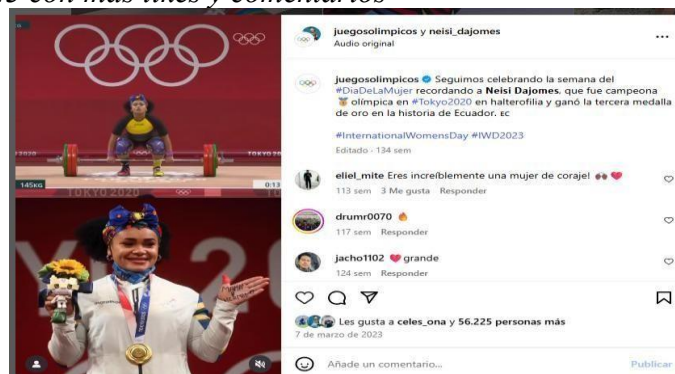 con más likes y comentarios
TOKYO 2020
145KG
0:13
TOKYO 2020
juegosolimpicos y neisi_dajomes
Audio original
juegosolimpicos Seguimos celebrando la semana del
#DiaDeLaMujer recordando a Neisi Dajomes, que fue campeona
🥇 olímpica en #Tokyo2020 en halterofilia y ganó la tercera medalla
de oro en la historia de Ecuador. EC
#InternationalWomensDay #IWD2023
Editado · 134 sem
eliel_mite Eres increíblemente una mujer de coraje! 🙌🏽 ❤️
113 sem 3 Me gusta Responder
drumr0070 🔥
117 sem Responder
jacho1102 ❤️ grande
124 sem Responder
Les gusta a celes_ona y 56.225 personas más
7 de marzo de 2023
Añade un comentario...
Publicar